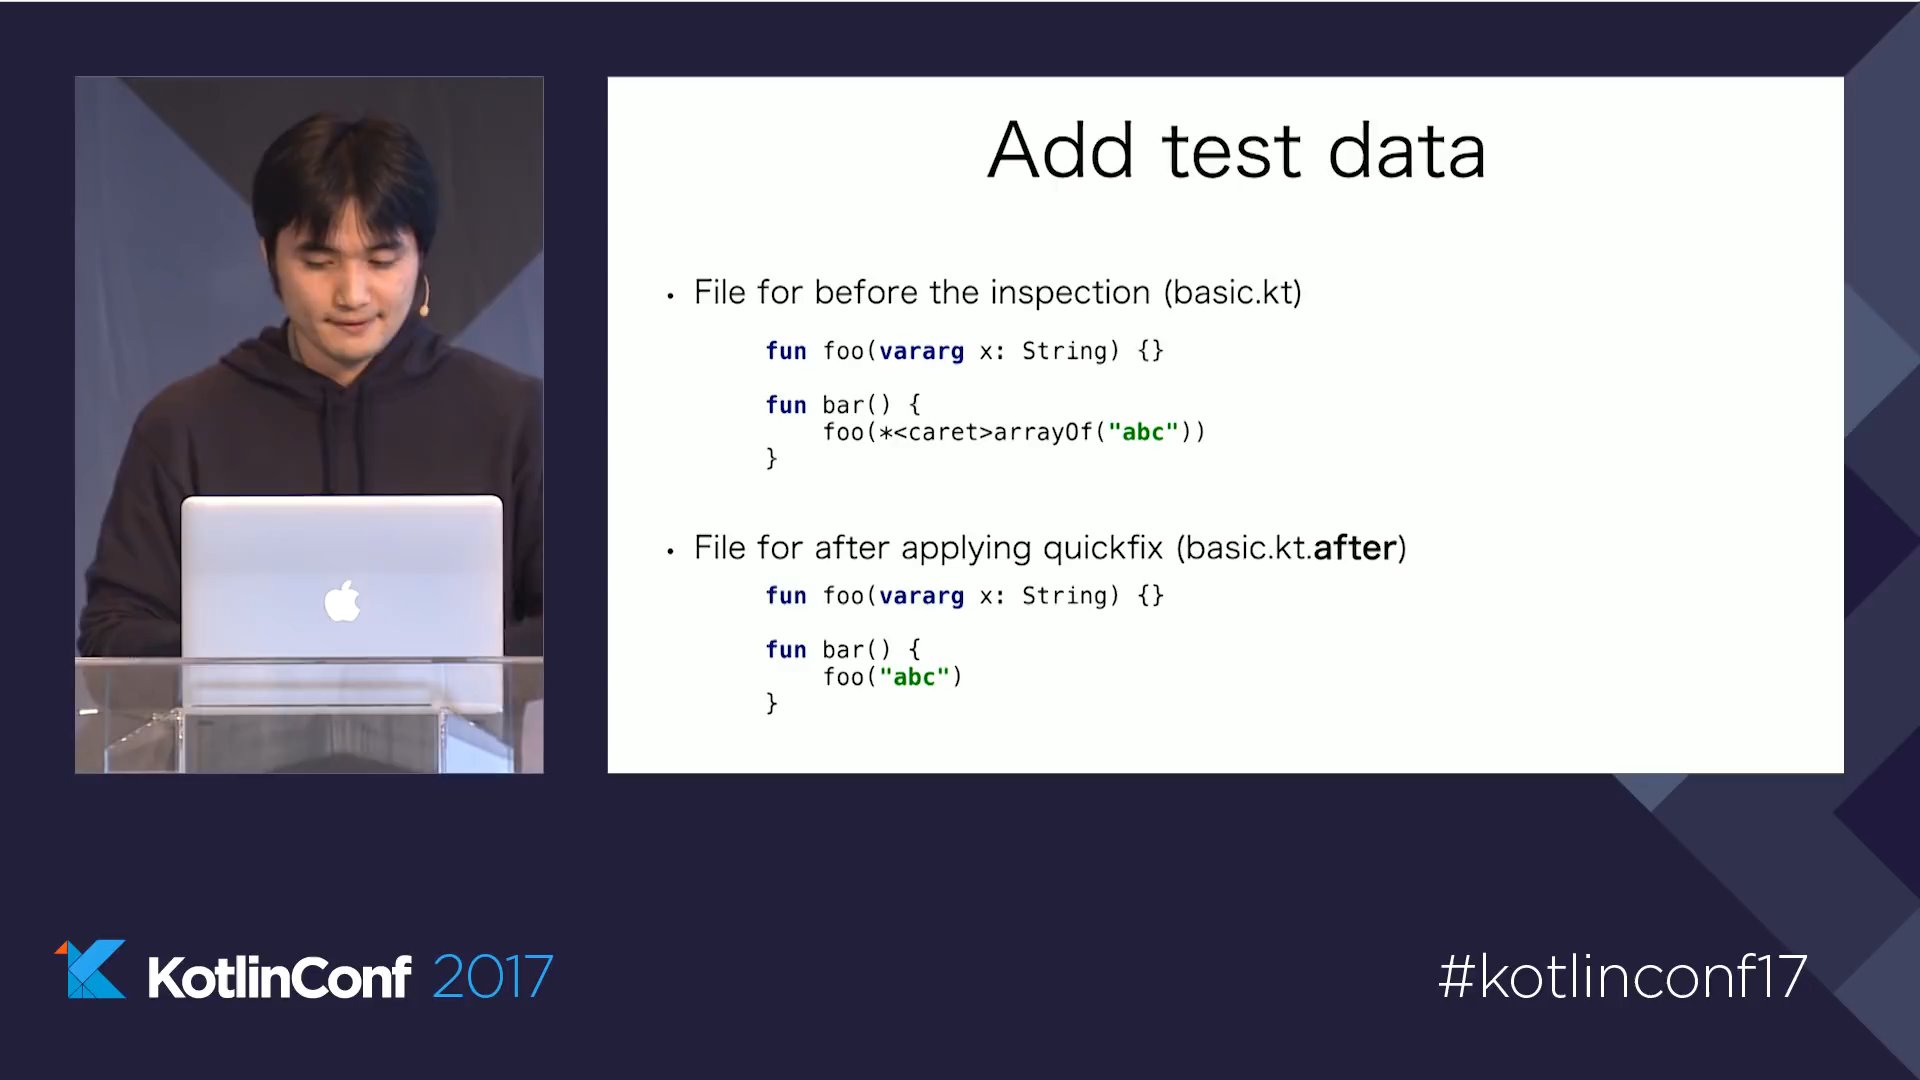 Add test data
• File for before the inspection (basic.kt)
fun foo(vararg x: String) {}
fun bar() {
foo(*<caret>arrayOf("abc"))
}
• File for after applying quickfix (basic.kt.after)
fun foo(vararg x: String) {}
fun bar() {
foo("abc")
}
KotlinConf 2017
#kotlinconf17